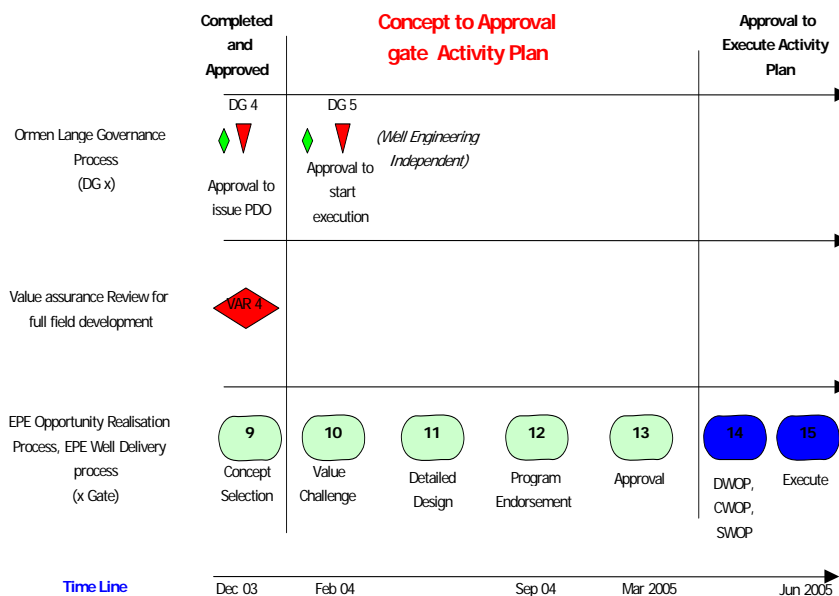 Completed
and
Approved
Concept to Approval
gate Activity Plan
Approval to
Execute Activity
Plan
Ormen Lange Governance
Process
(DG x)
DG 4
Approval to
issue PDO
DG 5
Approval to
start
execution
(Well Engineering
Independent)
Value assurance Review for
full field development
VAR 4
EPE Opportunity Realisation
Process, EPE Well Delivery
process
(x Gate)
9
Concept
Selection
10
Value
Challenge
11
Detailed
Design
12
Program
Endorsement
13
Approval
14
DWOP,
CWOP,
SWOP
15
Execute
Time Line
Dec 03
Feb 04
Sep 04
Mar 2005
Jun 2005